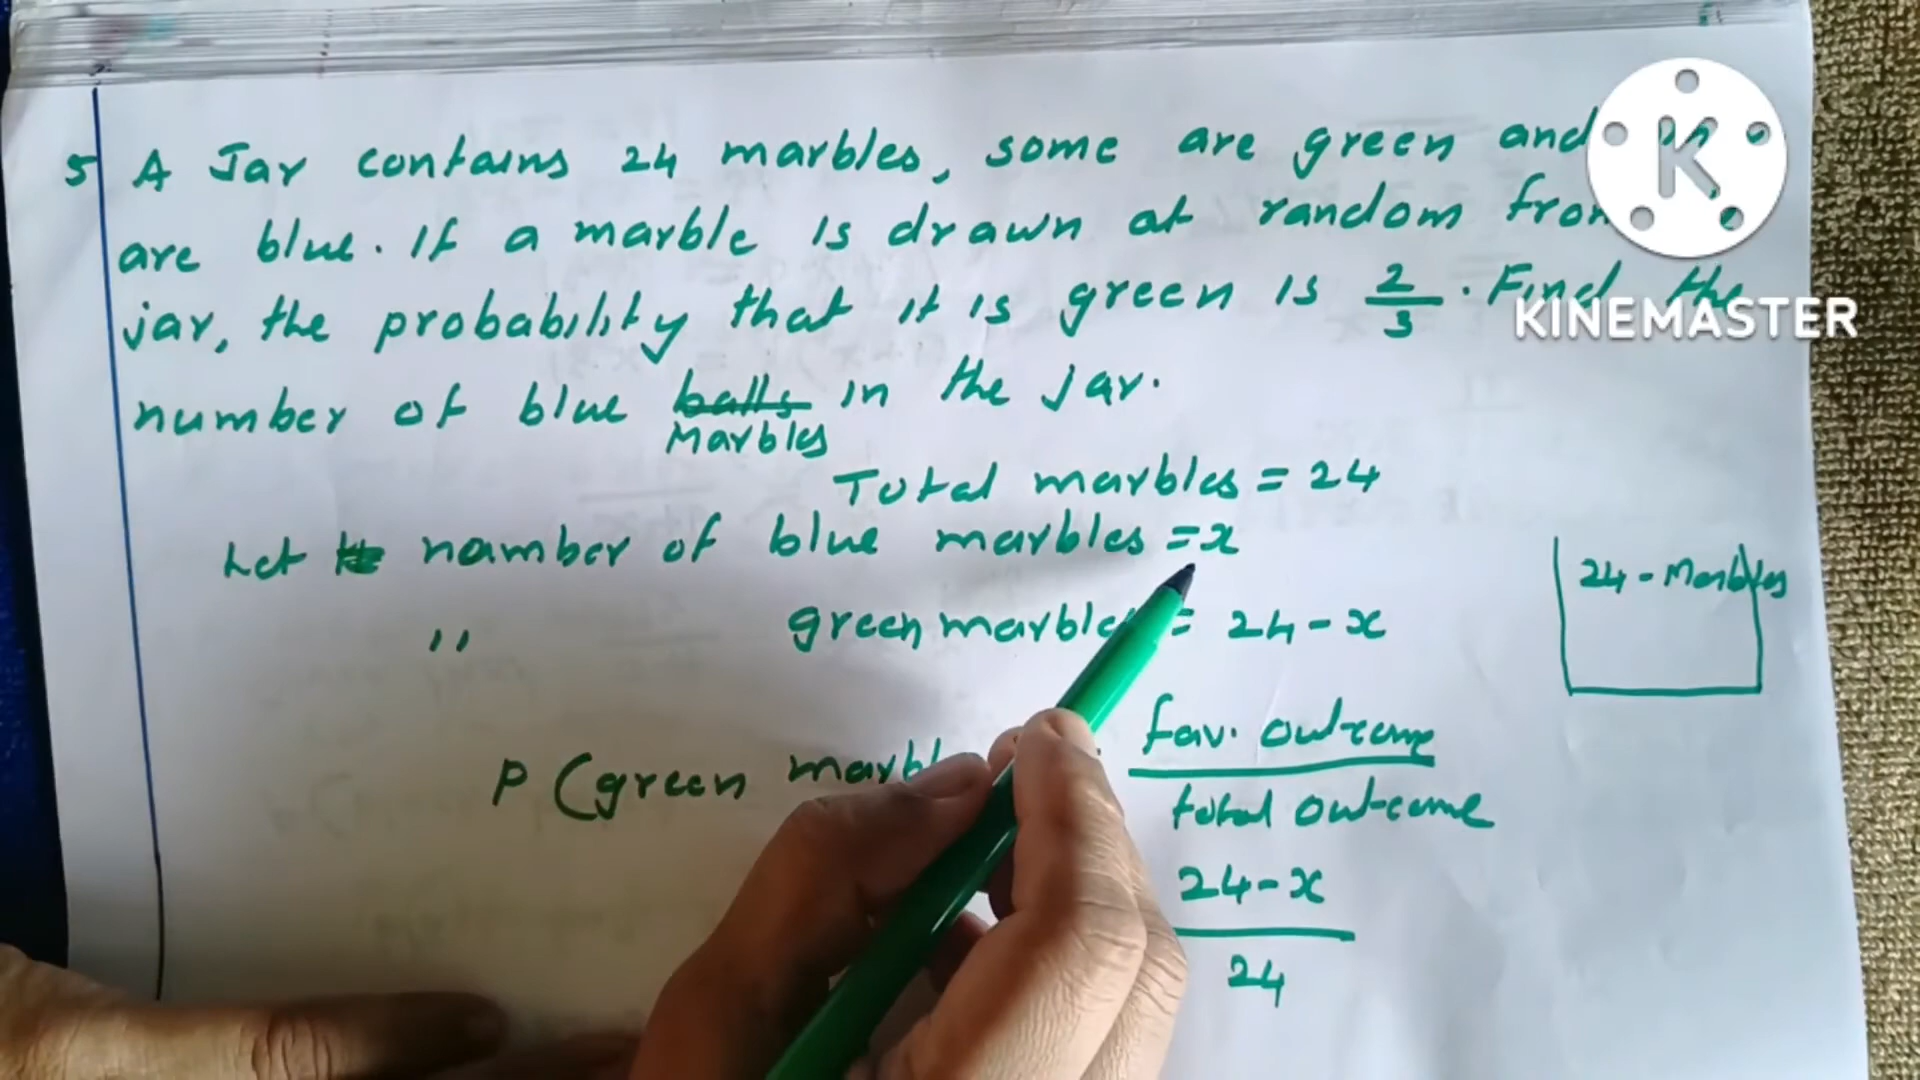 5 A Jar contains 24 marbles, some are green and
are blue. If a marble is drawn at random from
jar, the probability that it is green is 2/3. Find the
number of blue balls in the jar.
Marbles
Total marbles = 24
Let number of blue marbles = x
,, green marbles = 24 - x
24 - Marbles
P (green marbl fav. outcome
total outcome
24 - x
24
K
KINEMASTER